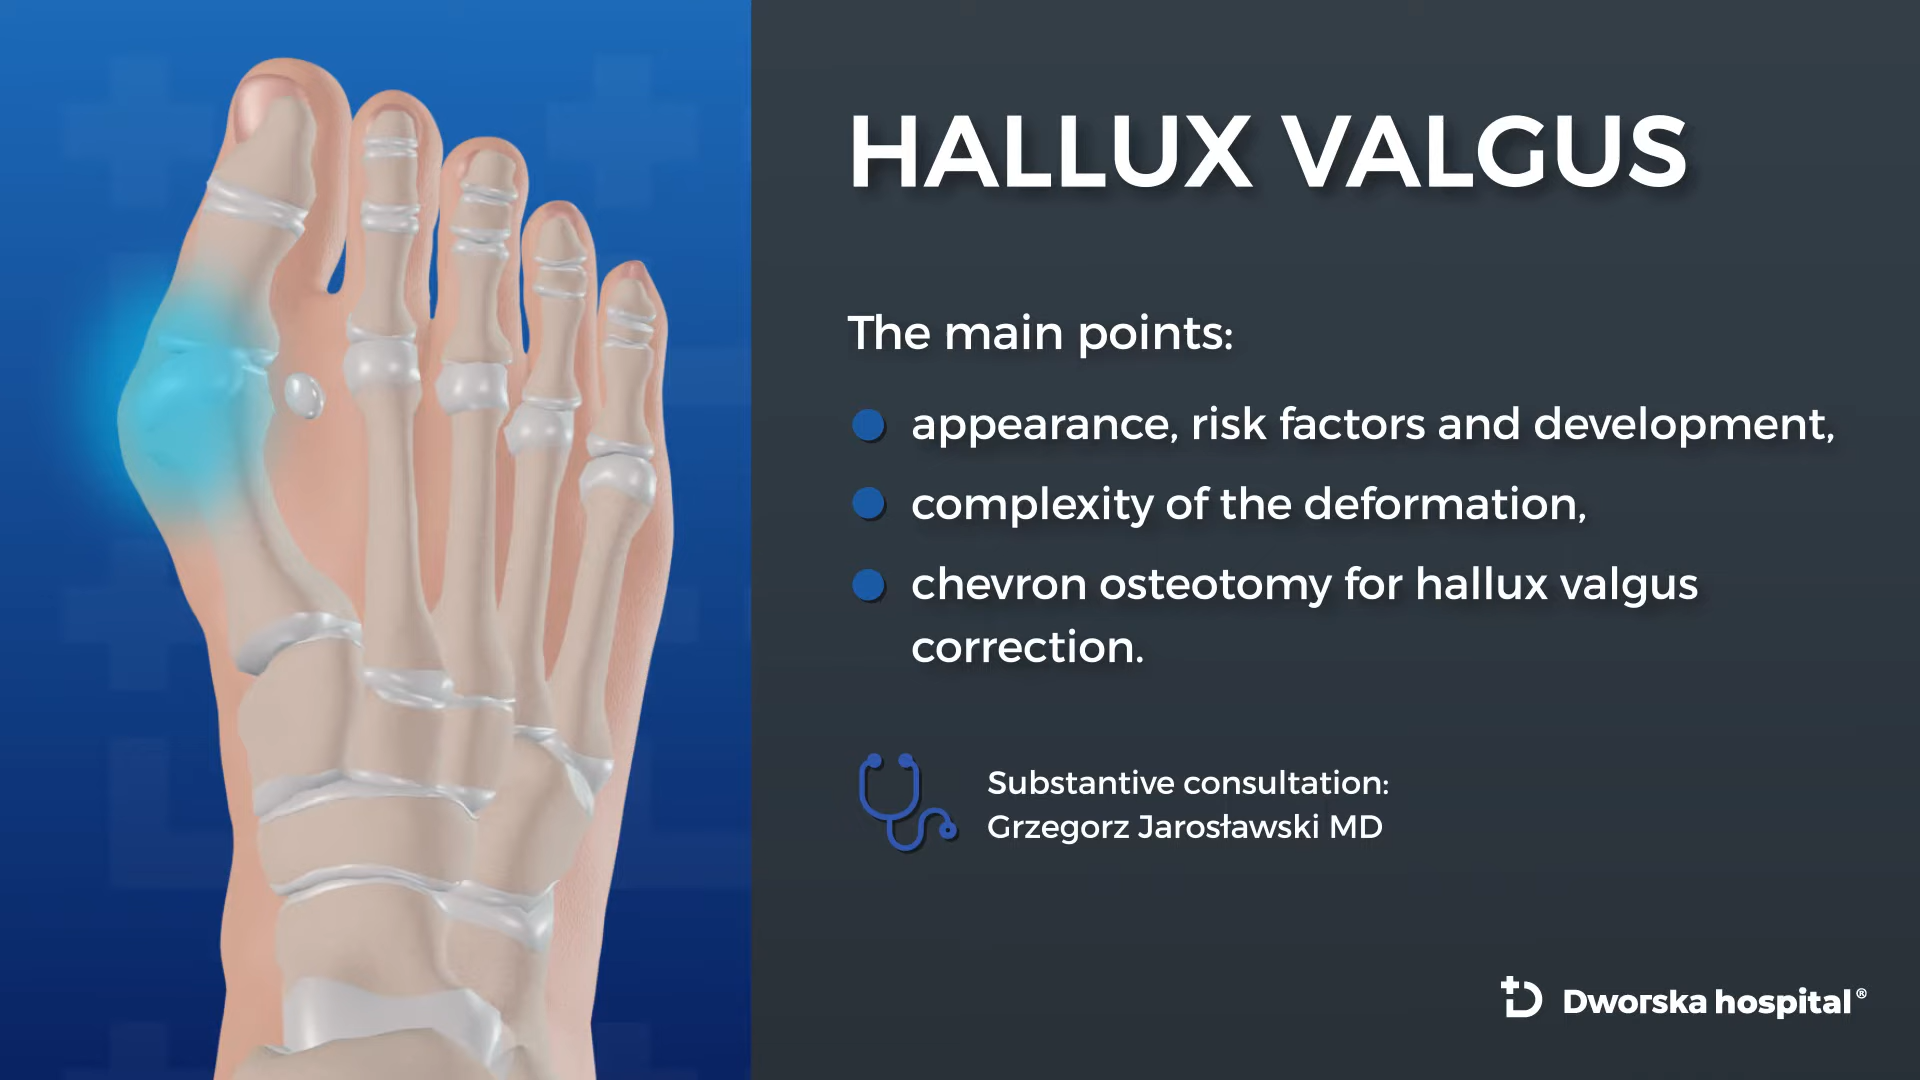 HALLUX VALGUS
The main points:
appearance, risk factors and development,
complexity of the deformation,
chevron osteotomy for hallux valgus
correction.
Substantive consultation:
Grzegorz Jarosławski MD
Dworska hospital®